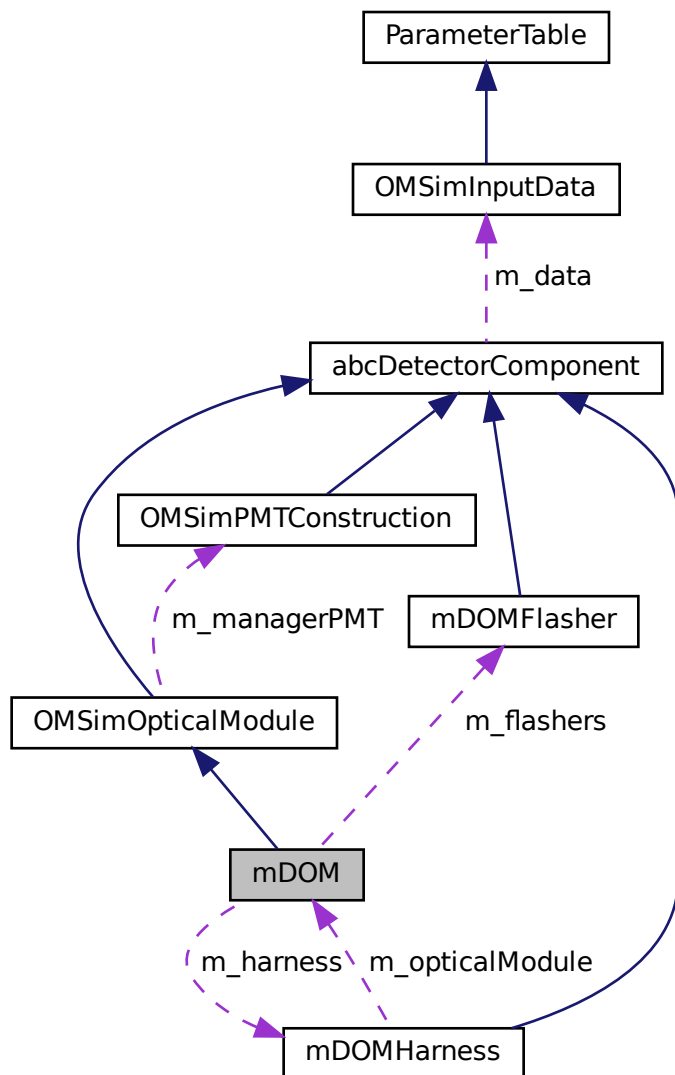 ParameterTable
OMSimInputData
m_data
abcDetectorComponent
OMSimPMTConstruction
m_managerPMT
mDOMFlasher
OMSimOpticalModule
m_flashers
mDOM
m_harness
m_opticalModule
mDOMHarness